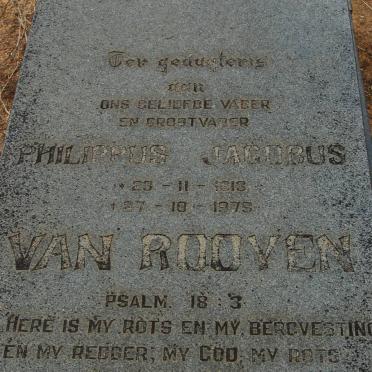 Ter gedagtenis
aan
ONS GELIEFDE VADER
EN GROOTVADER
PHILIPPUS JACOBUS
* 29 - 11 - 1913
† 27 - 10 - 1975
VAN ROOYEN
PSALM 18 : 3
HERE IS MY ROTS EN MY BERGVESTING
EN MY REDDER; MY GOD, MY ROTS